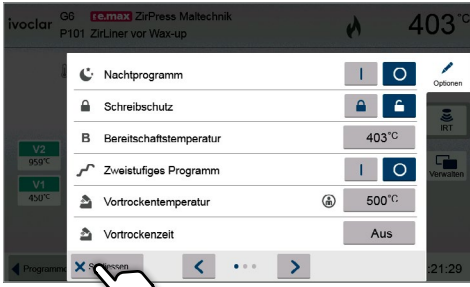 ivoclar
G6 e.max ZirPress Maltechnik
P101 ZirLiner vor Wax-up
403°C
Nachtprogramm
I O
Optionen
Schreibschutz
IRT
B Bereitschaftstemperatur 403°C
V2
959°C
Zweistufiges Programm I O
Verwalten
V1
450°C
Vortrockentemperatur 500°C
Vortrockenzeit Aus
:21:29